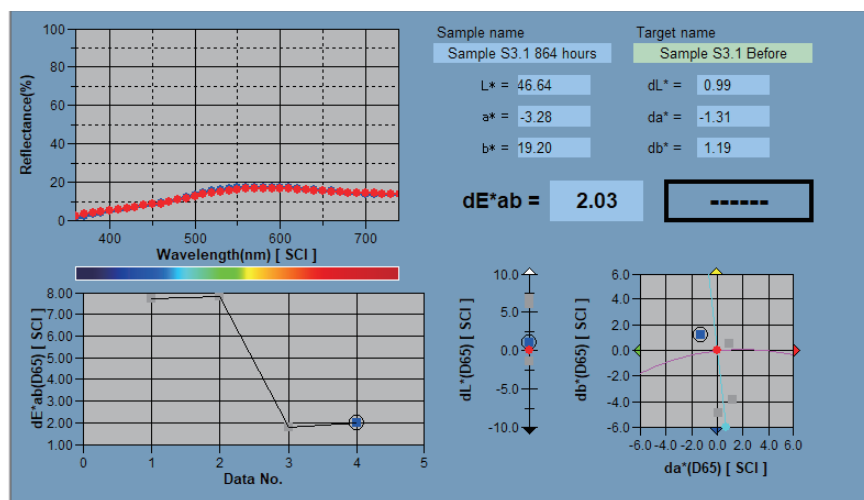 Sample name
Target name
Sample S3.1 864 hours
Sample S3.1 Before
L* = 46.64
dL* = 0.99
a* = -3.28
da* = -1.31
b* = 19.20
db* = 1.19
dE*ab = 2.03
------
Reflectance(%)
100
80
60
40
20
0
400 500 600 700
Wavelength(nm) [ SCI ]
dE*ab(D65) [ SCI ]
8.00
7.00
6.00
5.00
4.00
3.00
2.00
1.00
0 1 2 3 4 5
Data No.
dL*(D65) [ SCI ]
10.0
5.0
0.0
-5.0
-10.0
db*(D65) [ SCI ]
6.0
4.0
2.0
0.0
-2.0
-4.0
-6.0
-6.0 -4.0 -2.0 0.0 2.0 4.0 6.0
da*(D65) [ SCI ]